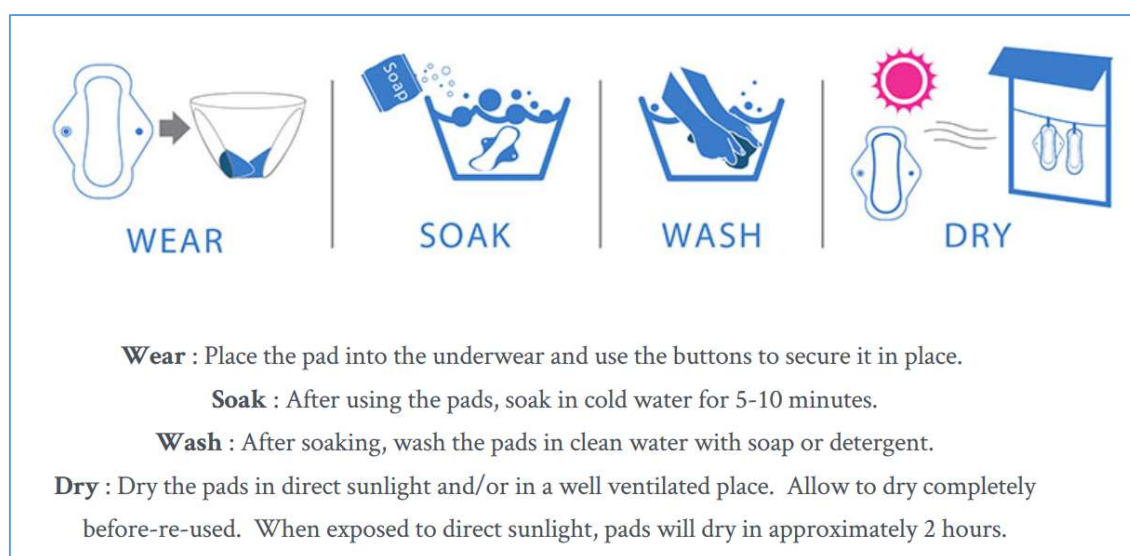 Soap
WEAR
SOAK
WASH
DRY
Wear : Place the pad into the underwear and use the buttons to secure it in place.
Soak : After using the pads, soak in cold water for 5-10 minutes.
Wash : After soaking, wash the pads in clean water with soap or detergent.
Dry : Dry the pads in direct sunlight and/or in a well ventilated place. Allow to dry completely
before-re-used. When exposed to direct sunlight, pads will dry in approximately 2 hours.